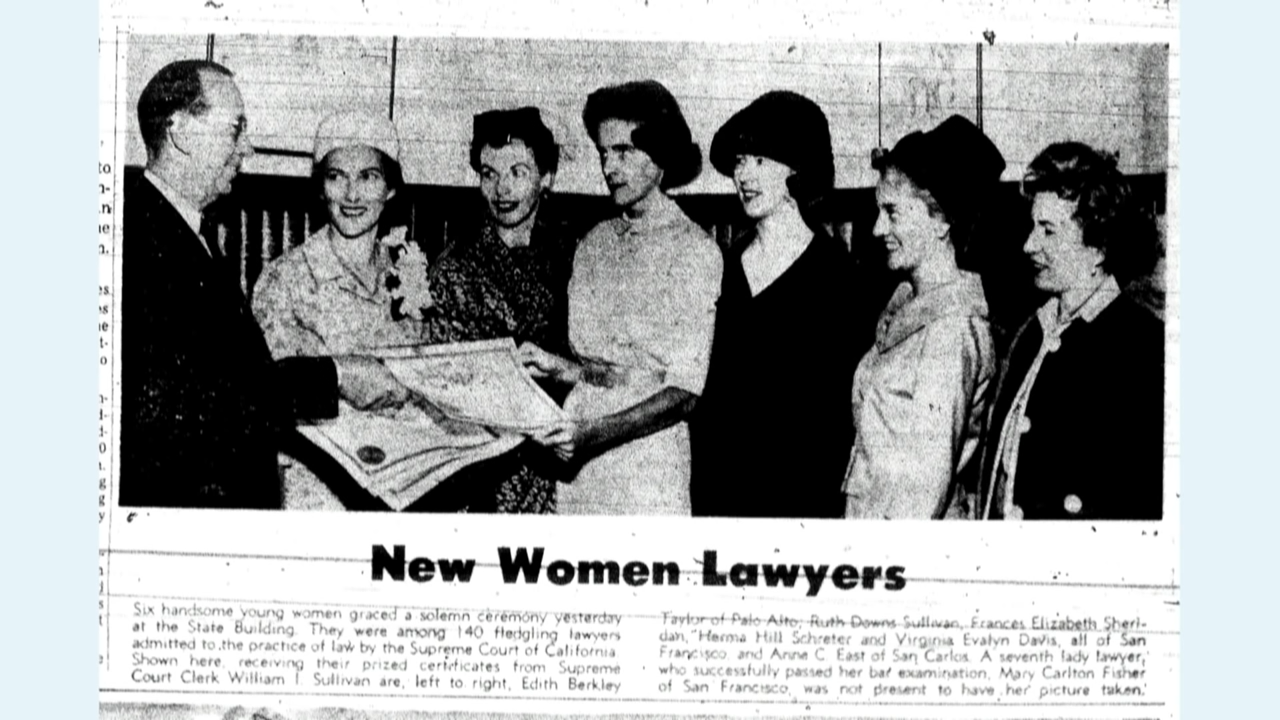 New Women Lawyers
Six handsome young women graced a solemn ceremony yesterday
at the State Building. They were among 140 fledgling lawyers
admitted to the practice of law by the Supreme Court of California.
Shown here, receiving their prized certificates from Supreme
Court Clerk William I. Sullivan are, left to right, Edith Berkley
Taylor of Palo Alto, Ruth Downs Sullivan, Frances Elizabeth Sheri-
dan, Herma Hill Schreter and Virginia Evalyn Davis, all of San
Francisco, and Anne C. East of San Carlos. A seventh lady lawyer,
who successfully passed her bar examination, Mary Carlton Fisher
of San Francisco, was not present to have her picture taken.